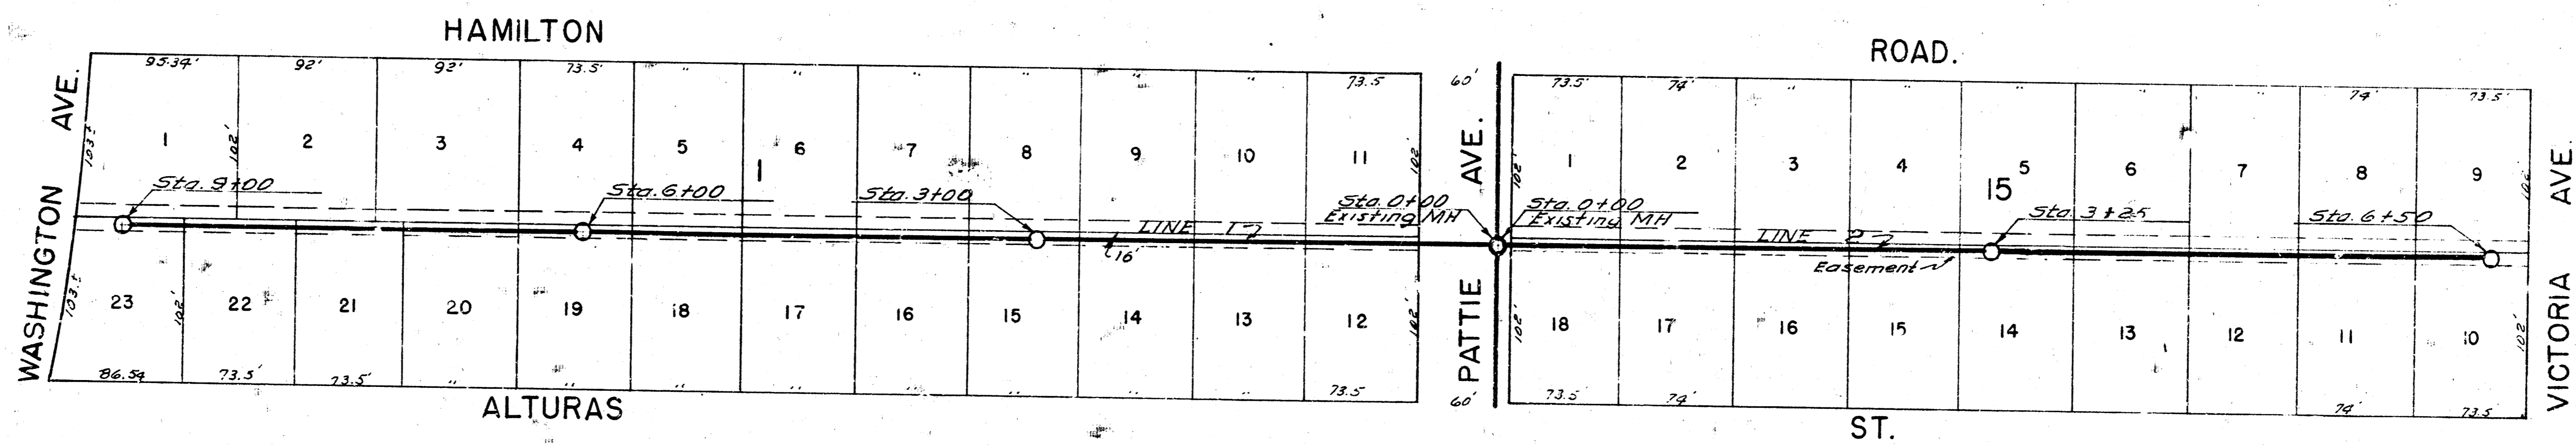 HAMILTON ROAD.
95.34' 92' 92' 73.5' " " " " " " 73.5 60' 73.5' 74' " " " " " 74' 73.5'
WASHINGTON AVE.
PATTIE AVE.
VICTORIA AVE.
103.± 102' 102' 102' 102'
1 2 3 4 5 6 7 8 9 10 11
1
1 2 3 4 5 6 7 8 9
15
Sta. 9+00
Sta. 6+00
Sta. 3+00
Sta. 0+00
Existing MH
Sta. 0+00
Existing MH
Sta. 3+25
Sta. 6+50
LINE 1
16'
LINE 2
Easement
103.± 102' 102' 102' 102'
23 22 21 20 19 18 17 16 15 14 13 12
18 17 16 15 14 13 12 11 10
86.54 73.5' 73.5' " " " " " " " " 73.5 60' 73.5' 74' 74' 73.5
ALTURAS ST.